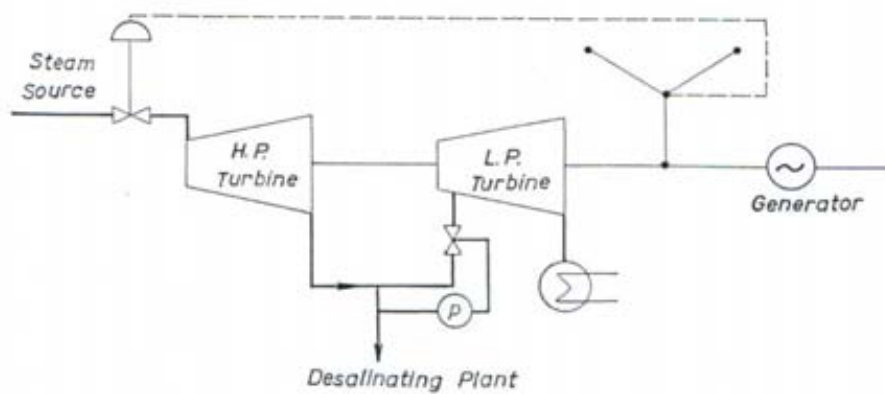 Steam
Source
H.P.
Turbine
L.P.
Turbine
Generator
P
Desalinating Plant